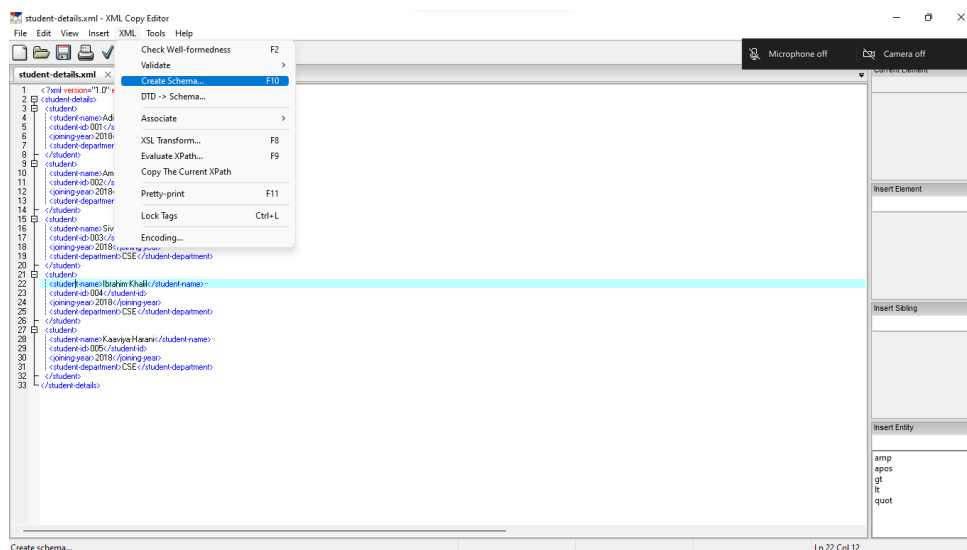 student-details.xml - XML Copy Editor
File Edit View Insert XML Tools Help
Microphone off Camera off
student-details.xml
Check Well-formedness F2
Validate
Create Schema... F10
DTD -> Schema...
Associate
XSL Transform... F8
Evaluate XPath... F9
Copy The Current XPath
Pretty-print F11
Lock Tags Ctrl+L
Encoding...
1 <?xml version="1.0"
2 <student-details>
3 <student>
4 <student-name>Adi
5 <student-id>001</s
6 <joining-year>2018
7 <student-departmen
8 </student>
9 <student>
10 <student-name>Am
11 <student-id>002</s
12 <joining-year>2018
13 <student-departmen
14 </student>
15 <student>
16 <student-name>Siv
17 <student-id>003</s
18 <joining-year>2018</joining-year>
19 <student-department>CSE</student-department>
20 </student>
21 <student>
22 <student-name>Ibrahim Khalil</student-name>
23 <student-id>004</student-id>
24 <joining-year>2018</joining-year>
25 <student-department>CSE</student-department>
26 </student>
27 <student>
28 <student-name>Kaaviya Harani</student-name>
29 <student-id>005</student-id>
30 <joining-year>2018</joining-year>
31 <student-department>CSE</student-department>
32 </student>
33 </student-details>
Current Element
Insert Element
Insert Sibling
Insert Entity
amp
apos
gt
lt
quot
Create schema...
Ln 22 Col 12